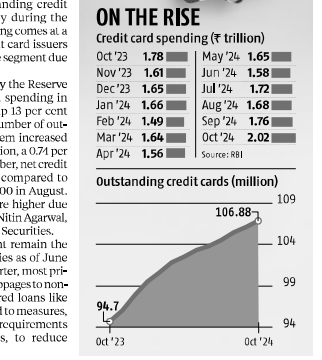 nding credit
y during the
ng comes at a
t card issuers
segment due
y the Reserve
spending in
p 13 per cent
umber of out-
em increased
ion, a 0.74 per
ber, net credit
compared to
00 in August.
re higher due
Nitin Agarwal,
Securities.
nt remain the
ies as of June
rter, most pri-
ppages to non-
red loans like
d to measures,
requirements
s, to reduce
ON THE RISE
Credit card spending (₹ trillion)
Oct '23 1.78
Nov '23 1.61
Dec '23 1.65
Jan '24 1.66
Feb '24 1.49
Mar '24 1.64
Apr '24 1.56
May '24 1.65
Jun '24 1.58
Jul '24 1.72
Aug '24 1.68
Sep '24 1.76
Oct '24 2.02
Source: RBI
Outstanding credit cards (million)
109
106.88
104
99
94.7
94
Oct '23 Oct '24